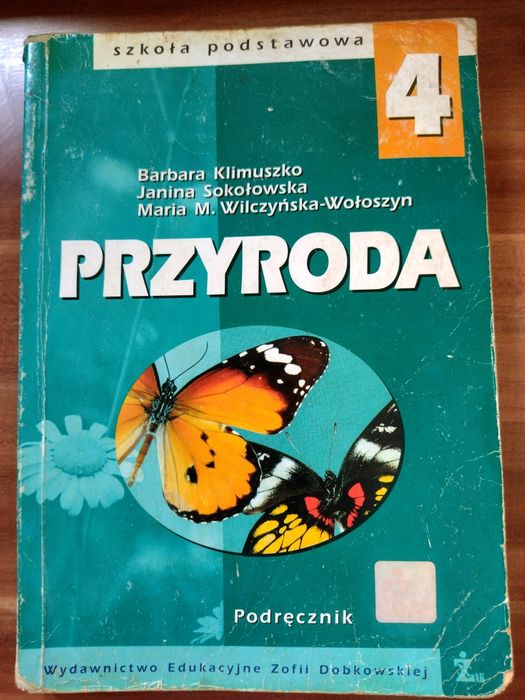 szkoła podstawowa
4
Barbara Klimuszko
Janina Sokołowska
Maria M. Wilczyńska-Wołoszyn
PRZYRODA
Podręcznik
Wydawnictwo Edukacyjne Zofii Dobkowskiej